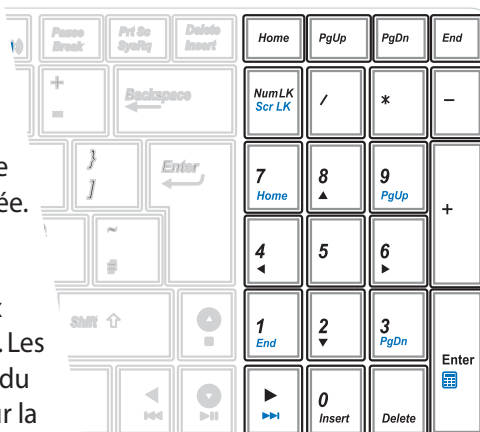 Pause Prt Sc Delete Home PgUp PgDn End
Break SysRq Insert
+ Backspace NumLK / * −
= Scr LK
e } Enter 7 8 9 +
ée. ] Home ▲ PgUp
~ 4 5 6
# ◀ ▶
x Shift ⇧ 1 2 3 Enter
. Les End ▼ PgDn
du
ur la 0
Insert Delete